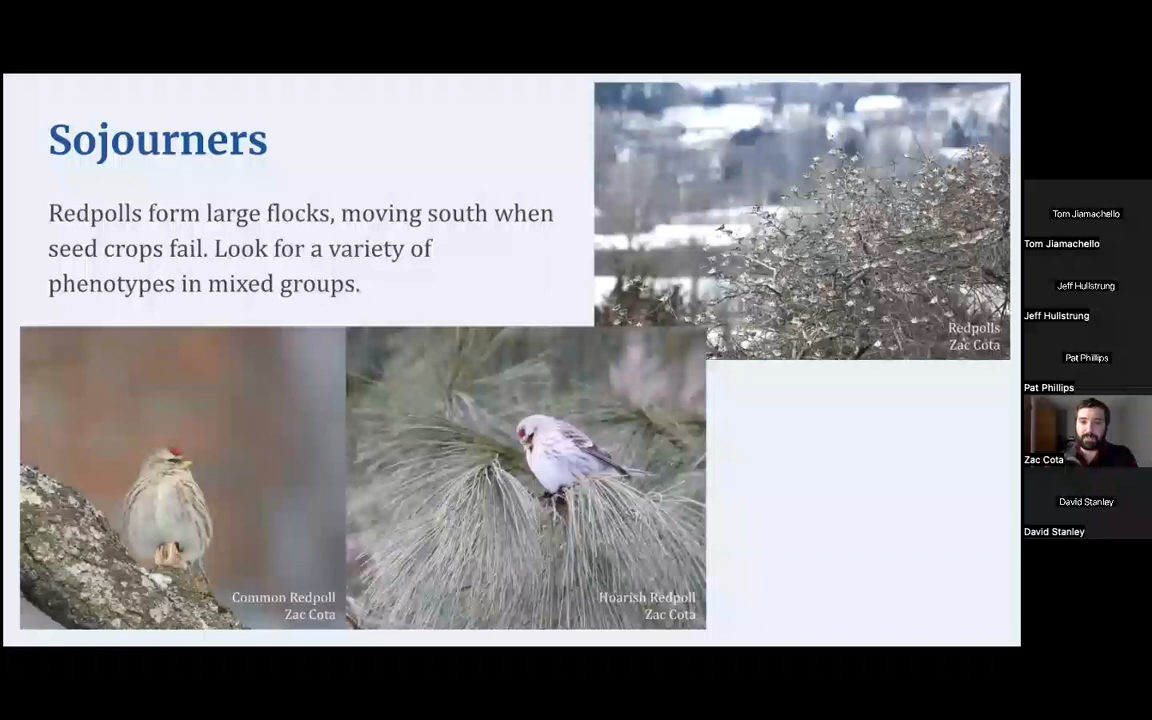 Sojourners
Redpolls form large flocks, moving south when
seed crops fail. Look for a variety of
phenotypes in mixed groups.
Redpolls
Zac Cota
Common Redpoll
Zac Cota
Hoarish Redpoll
Zac Cota
Tom Jiamachello
Tom Jiamachello
Jeff Hullstrung
Jeff Hullstrung
Pat Phillips
Pat Phillips
Zac Cota
David Stanley
David Stanley